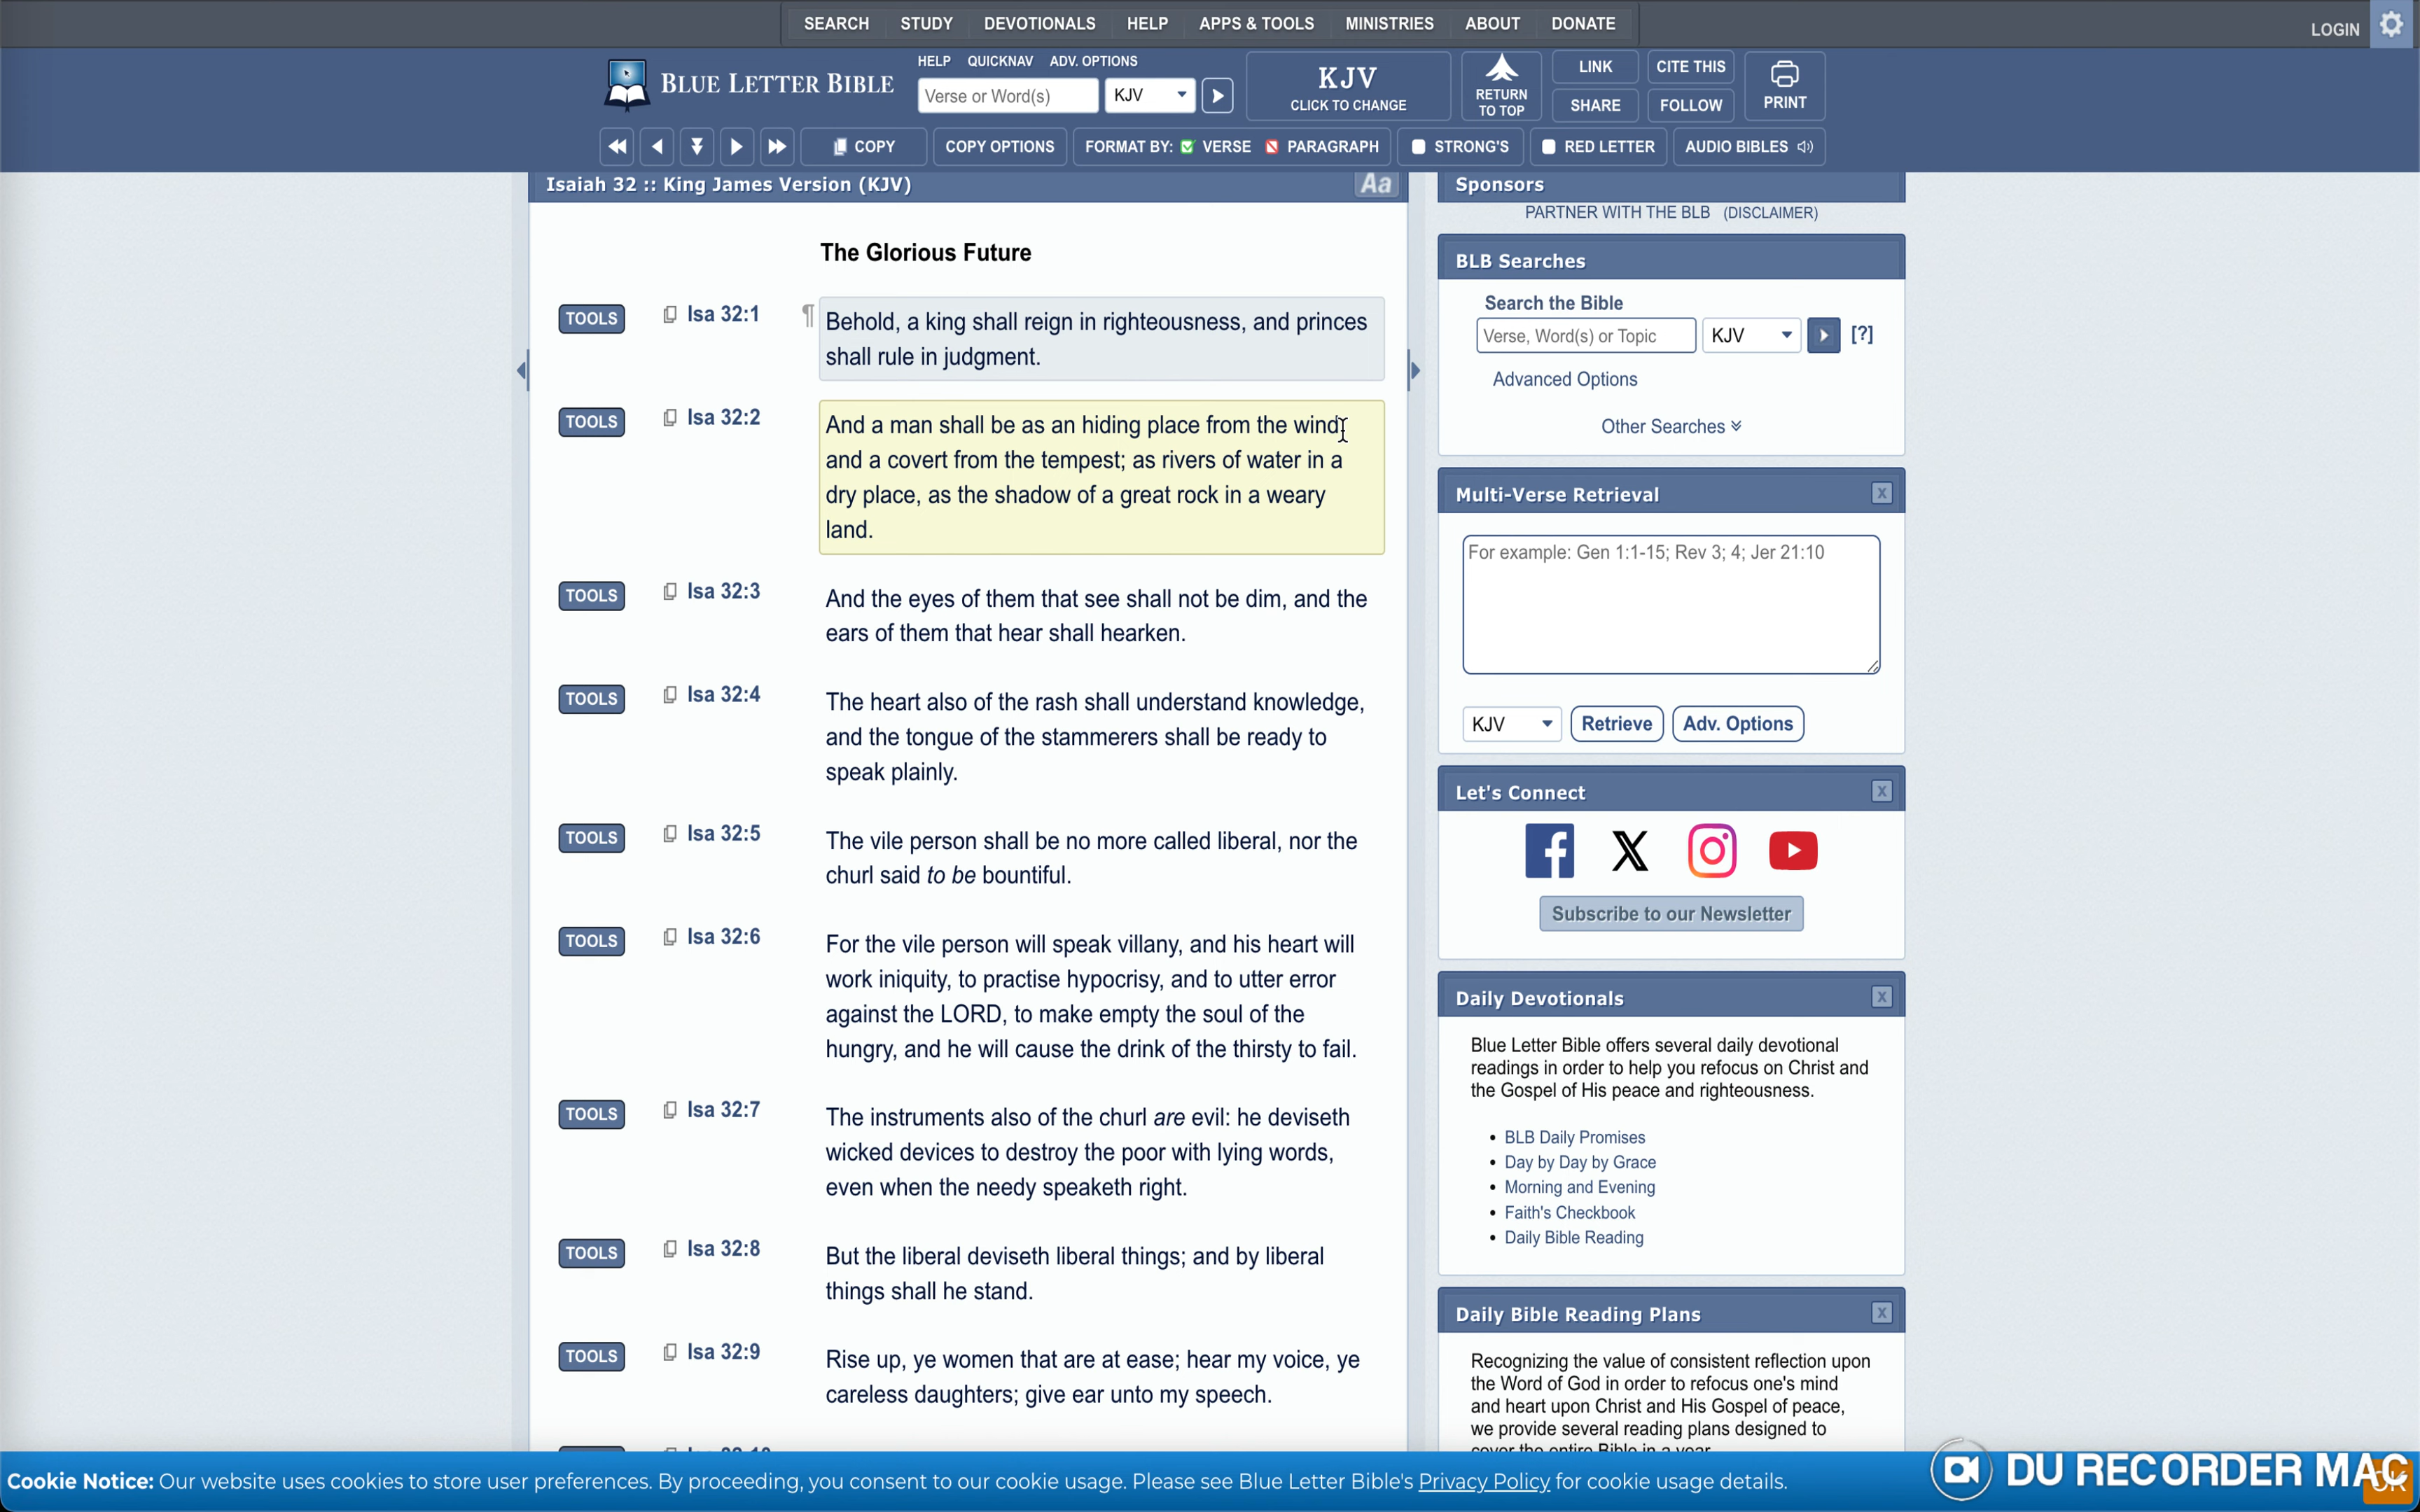 SEARCH STUDY DEVOTIONALS HELP APPS & TOOLS MINISTRIES ABOUT DONATE
LOGIN
BLUE LETTER BIBLE
HELP QUICKNAV ADV. OPTIONS
Verse or Word(s) KJV
KJV
CLICK TO CHANGE
RETURN
TO TOP
LINK CITE THIS
SHARE FOLLOW
PRINT
COPY COPY OPTIONS FORMAT BY: VERSE PARAGRAPH STRONG'S RED LETTER AUDIO BIBLES
Isaiah 32 :: King James Version (KJV) Aa
The Glorious Future
TOOLS Isa 32:1 ¶ Behold, a king shall reign in righteousness, and princes
shall rule in judgment.
TOOLS Isa 32:2 And a man shall be as an hiding place from the wind,
and a covert from the tempest; as rivers of water in a
dry place, as the shadow of a great rock in a weary
land.
TOOLS Isa 32:3 And the eyes of them that see shall not be dim, and the
ears of them that hear shall hearken.
TOOLS Isa 32:4 The heart also of the rash shall understand knowledge,
and the tongue of the stammerers shall be ready to
speak plainly.
TOOLS Isa 32:5 The vile person shall be no more called liberal, nor the
churl said to be bountiful.
TOOLS Isa 32:6 For the vile person will speak villany, and his heart will
work iniquity, to practise hypocrisy, and to utter error
against the LORD, to make empty the soul of the
hungry, and he will cause the drink of the thirsty to fail.
TOOLS Isa 32:7 The instruments also of the churl are evil: he deviseth
wicked devices to destroy the poor with lying words,
even when the needy speaketh right.
TOOLS Isa 32:8 But the liberal deviseth liberal things; and by liberal
things shall he stand.
TOOLS Isa 32:9 Rise up, ye women that are at ease; hear my voice, ye
careless daughters; give ear unto my speech.
Sponsors
PARTNER WITH THE BLB (DISCLAIMER)
BLB Searches
Search the Bible
Verse, Word(s) or Topic KJV [?]
Advanced Options
Other Searches
Multi-Verse Retrieval X
For example: Gen 1:1-15; Rev 3; 4; Jer 21:10
KJV Retrieve Adv. Options
Let's Connect X
Subscribe to our Newsletter
Daily Devotionals X
Blue Letter Bible offers several daily devotional
readings in order to help you refocus on Christ and
the Gospel of His peace and righteousness.
• BLB Daily Promises
• Day by Day by Grace
• Morning and Evening
• Faith's Checkbook
• Daily Bible Reading
Daily Bible Reading Plans X
Recognizing the value of consistent reflection upon
the Word of God in order to refocus one's mind
and heart upon Christ and His Gospel of peace,
we provide several reading plans designed to
cover the entire Bible in a year.
Cookie Notice: Our website uses cookies to store user preferences. By proceeding, you consent to our cookie usage. Please see Blue Letter Bible's Privacy Policy for cookie usage details.
OK
DU RECORDER MAC